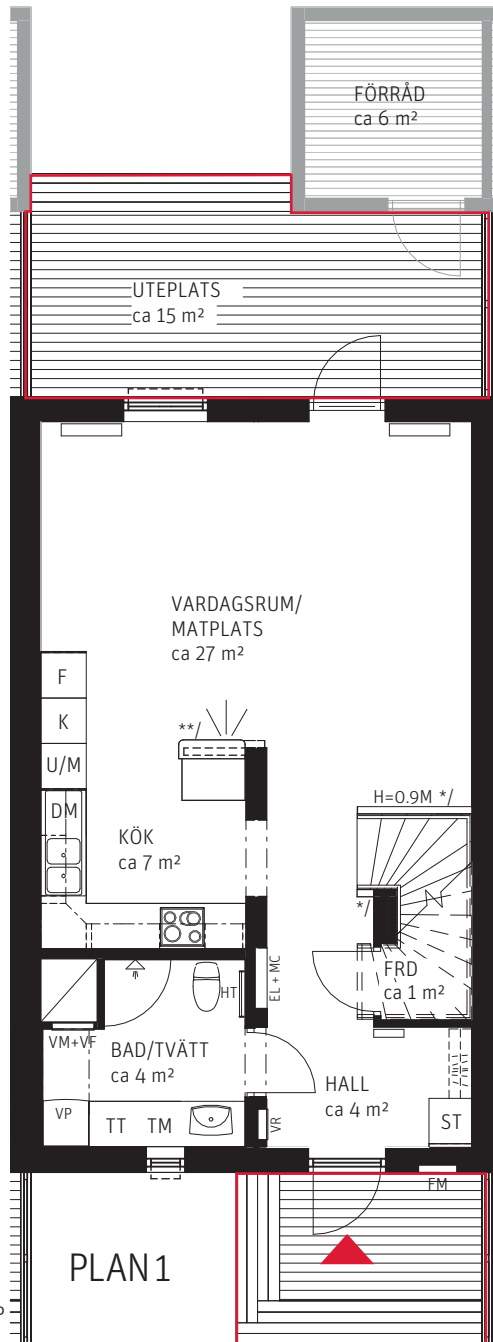 FÖRRÅD
ca 6 m²
UTEPLATS
ca 15 m²
VARDAGSRUM/
MATPLATS
ca 27 m²
F
K
**/
U/M
DM
H=0.9M */
KÖK
ca 7 m²
*/
EL + MC
FRD
ca 1 m²
HT
VM+VF
BAD/TVÄTT
ca 4 m²
HALL
ca 4 m²
VP
TT TM
VR
ST
FM
PLAN1